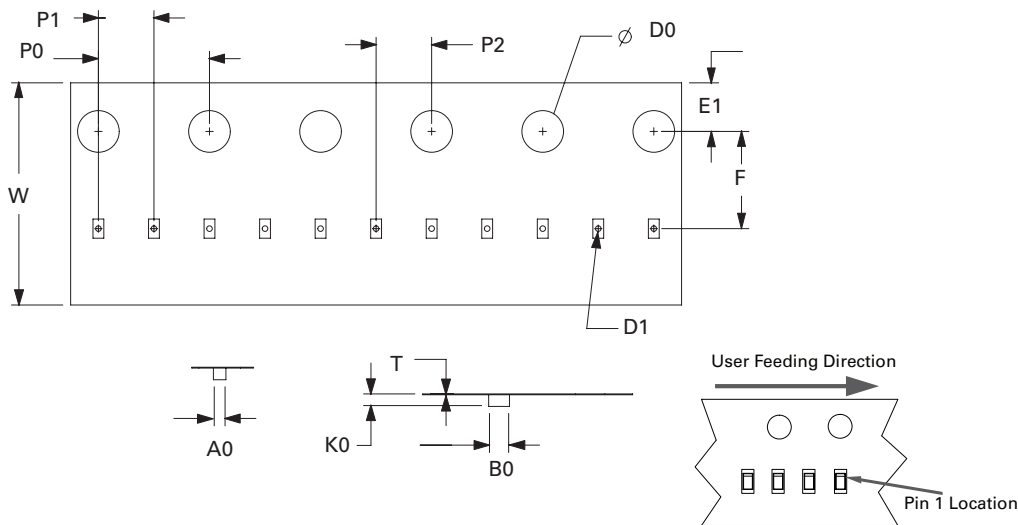 P1
P0
P2
Ø D0
E1
W
F
D1
T
User Feeding Direction
K0
A0
B0
Pin 1 Location